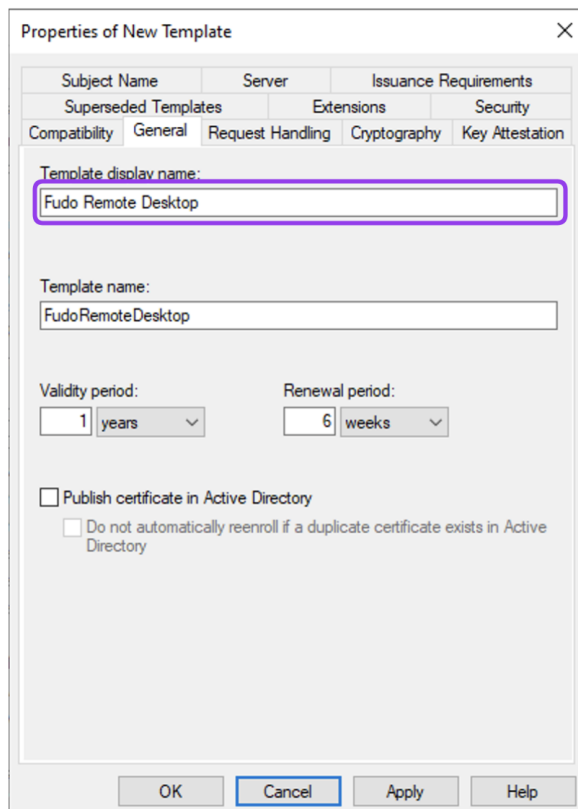 Properties of New Template
Subject Name Server Issuance Requirements
Superseded Templates Extensions Security
Compatibility General Request Handling Cryptography Key Attestation
Template display name:
Fudo Remote Desktop
Template name:
FudoRemoteDesktop
Validity period: Renewal period:
1 years 6 weeks
Publish certificate in Active Directory
Do not automatically reenroll if a duplicate certificate exists in Active
Directory
OK Cancel Apply Help